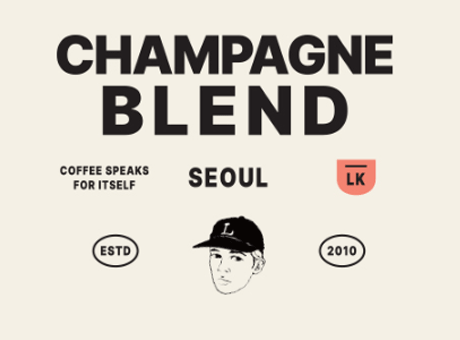 CHAMPAGNE
BLEND
COFFEE SPEAKS
FOR ITSELF
SEOUL
LK
ESTD
L
2010